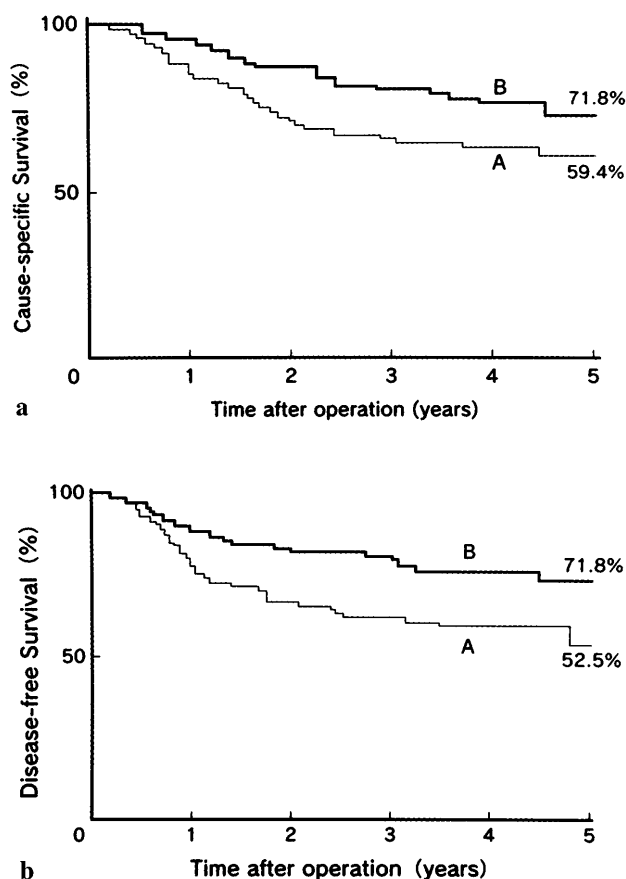 100
Cause-specific Survival (%)
B
71.8%
A
59.4%
50
0 1 2 3 4 5
a
Time after operation (years)
100
Disease-free Survival (%)
B
71.8%
A
52.5%
50
0 1 2 3 4 5
b
Time after operation (years)